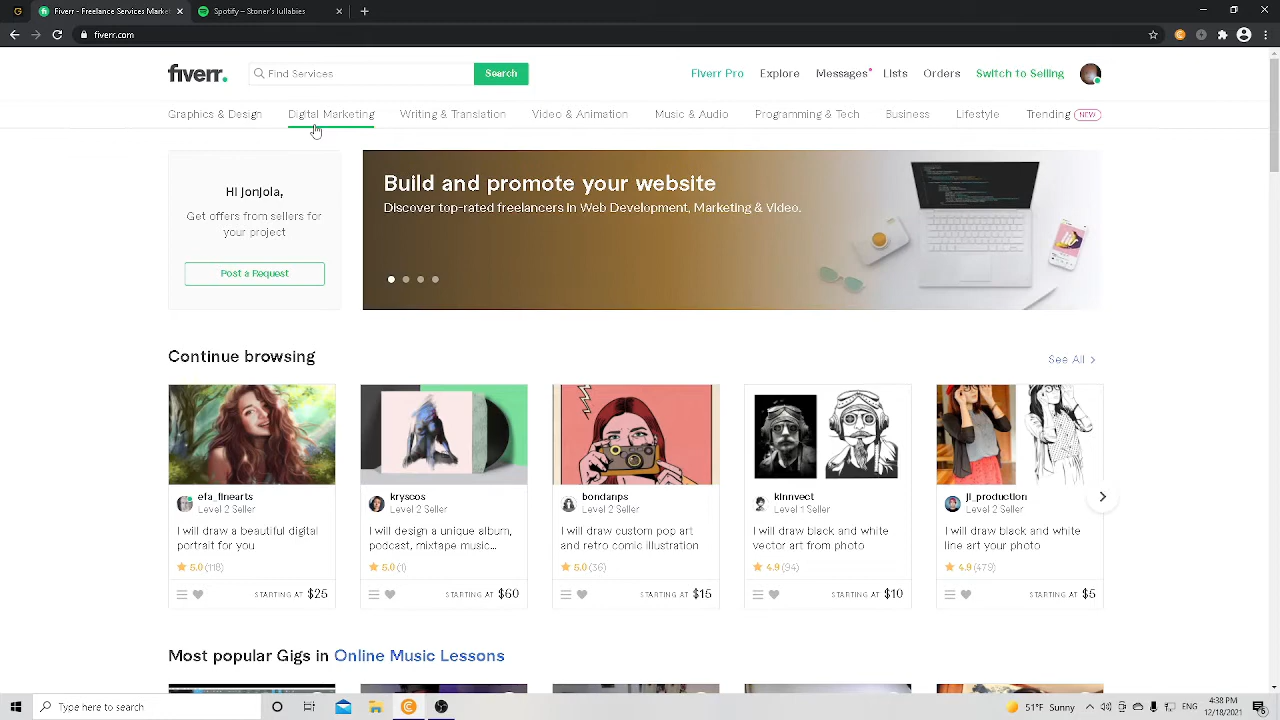 Fiverr - Freelance Services Mark
Spotify - Stoner's lullabies
fiverr.com
fiverr.
Find Services
Search
Fiverr Pro
Explore
Messages
Lists
Orders
Switch to Selling
Graphics & Design
Digital Marketing
Writing & Translation
Video & Animation
Music & Audio
Programming & Tech
Business
Lifestyle
Trending NEW
Get offers from sellers for
your project
Post a Request
Build and promote your website
Discover top-rated freelancers in Web Development, Marketing & Video.
Continue browsing
See All
efa_linearts
Level 2 Seller
I will draw a beautiful digital
portrait for you
5.0 (118)
STARTING AT $25
kryscos
Level 2 Seller
I will design a unique album,
podcast, mixtape music...
5.0 (1)
STARTING AT $60
Level 2 Seller
I will draw custom pop art
and retro comic illustration
5.0 (36)
STARTING AT $15
kinnvect
Level 1 Seller
I will draw black and white
vector art from photo
4.9 (94)
STARTING AT $10
jl_production
Level 2 Seller
I will draw black and white
line art your photo
4.9 (479)
STARTING AT $5
Most popular Gigs in Online Music Lessons
Type here to search
51°F Sunny
ENG
4:38 PM
12/18/2021